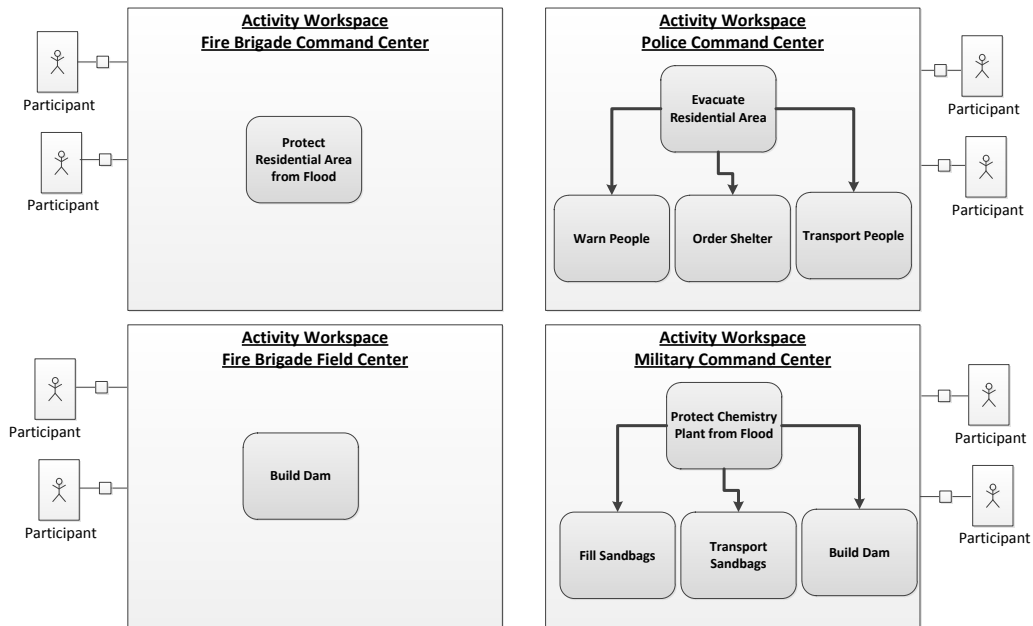 Activity Workspace
Fire Brigade Command Center
Participant
Participant
Protect
Residential Area
from Flood
Activity Workspace
Police Command Center
Evacuate
Residential Area
Warn People
Order Shelter
Transport People
Participant
Participant
Activity Workspace
Fire Brigade Field Center
Participant
Participant
Build Dam
Activity Workspace
Military Command Center
Protect Chemistry
Plant from Flood
Fill Sandbags
Transport
Sandbags
Build Dam
Participant
Participant